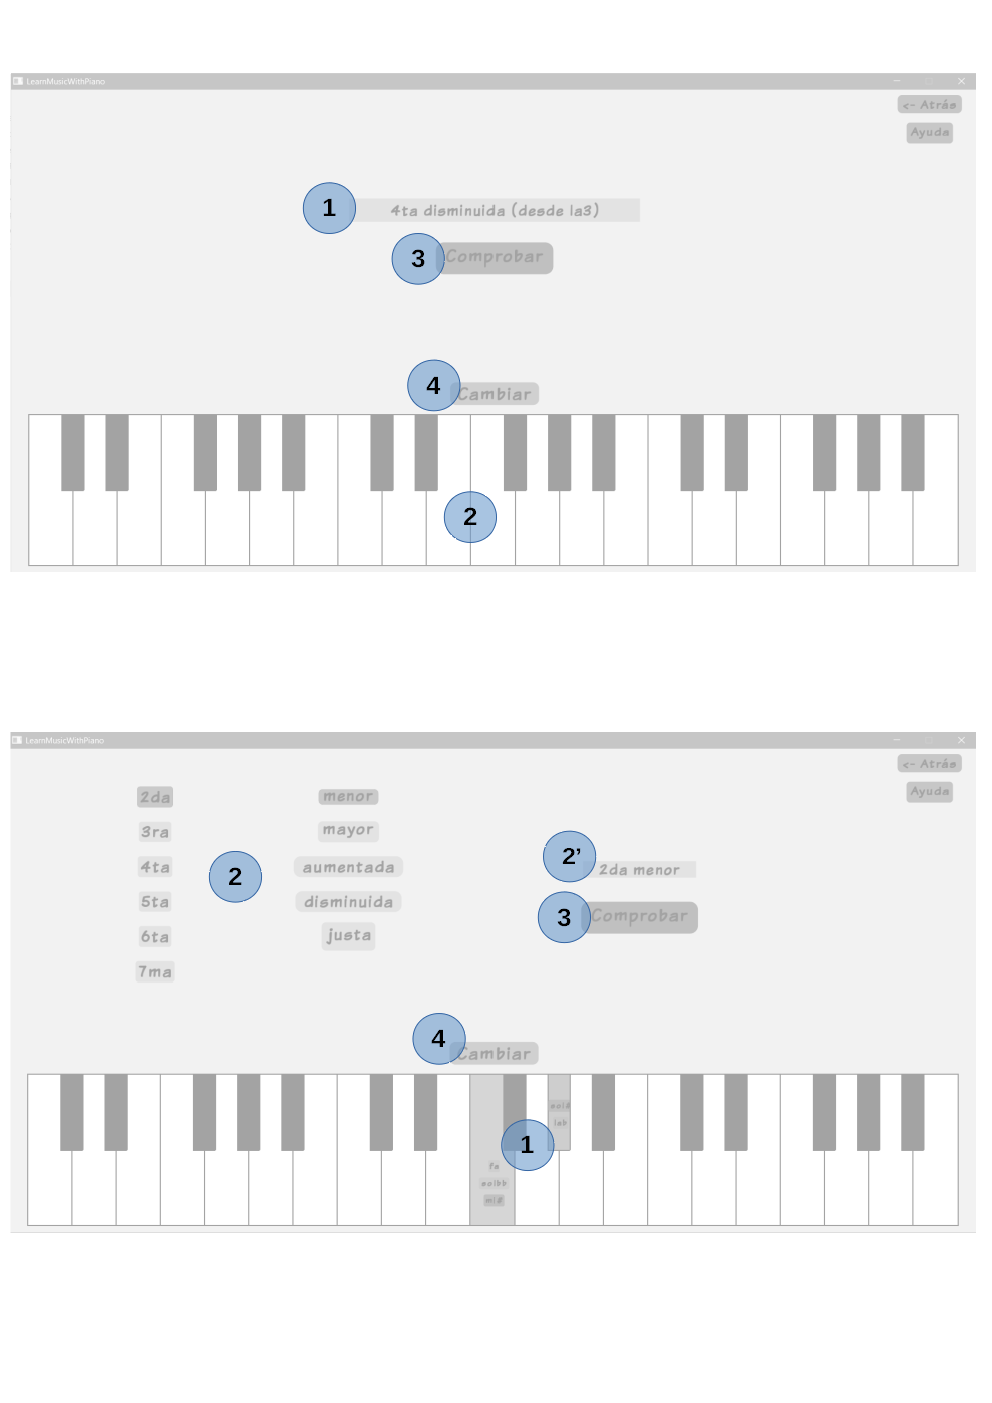 LearnMusicWithPiano
<- Atrás
Ayuda
1 4ta disminuida (desde la3)
3 Comprobar
4 Cambiar
2
LearnMusicWithPiano
<- Atrás
Ayuda
2da menor
3ra mayor
4ta aumentada
5ta disminuida
6ta justa
7ma
2
2' 2da menor
3 Comprobar
4 Cambiar
sol#
lab
1
fa
solbb
mi#